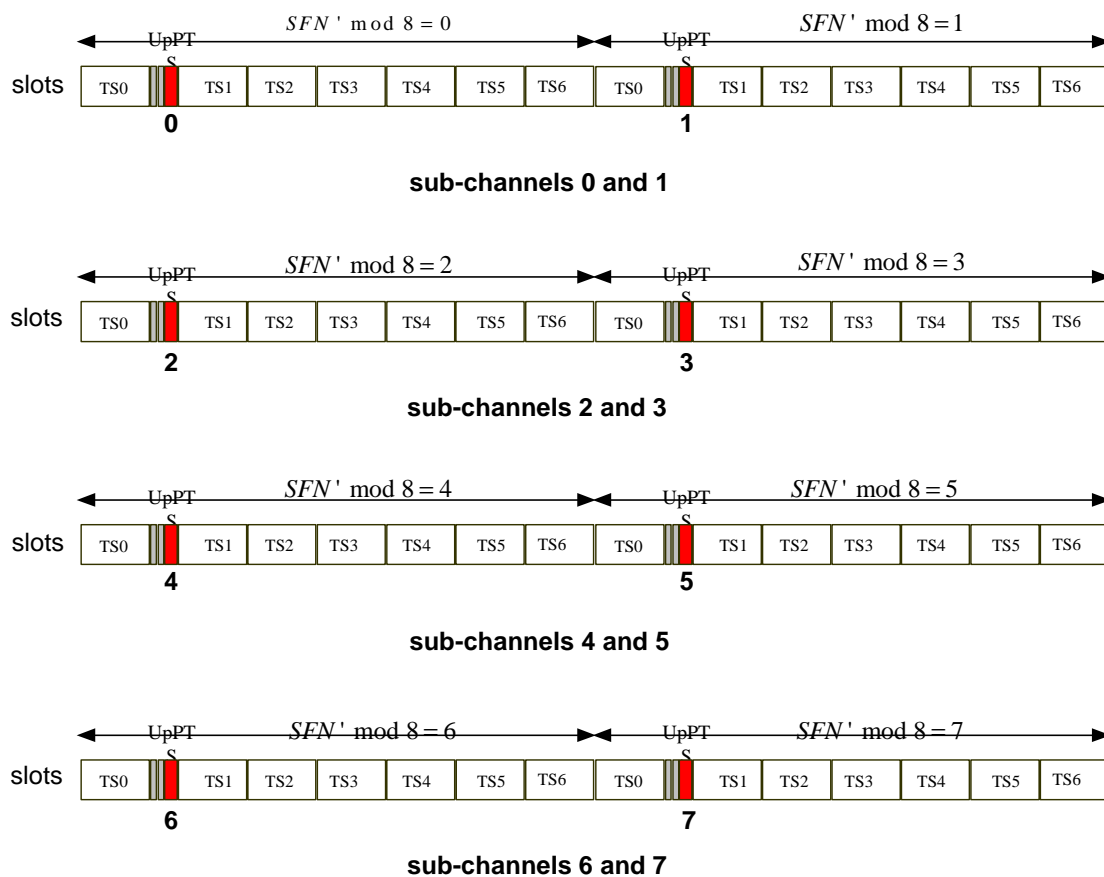 SFN ' mod 8 = 0 SFN ' mod 8 = 1
UpPT UpPT
S S
slots TS0 TS1 TS2 TS3 TS4 TS5 TS6 TS0 TS1 TS2 TS3 TS4 TS5 TS6
0 1
sub-channels 0 and 1
SFN ' mod 8 = 2 SFN ' mod 8 = 3
UpPT UpPT
S S
slots TS0 TS1 TS2 TS3 TS4 TS5 TS6 TS0 TS1 TS2 TS3 TS4 TS5 TS6
2 3
sub-channels 2 and 3
SFN ' mod 8 = 4 SFN ' mod 8 = 5
UpPT UpPT
S S
slots TS0 TS1 TS2 TS3 TS4 TS5 TS6 TS0 TS1 TS2 TS3 TS4 TS5 TS6
4 5
sub-channels 4 and 5
SFN ' mod 8 = 6 SFN ' mod 8 = 7
UpPT UpPT
S S
slots TS0 TS1 TS2 TS3 TS4 TS5 TS6 TS0 TS1 TS2 TS3 TS4 TS5 TS6
6 7
sub-channels 6 and 7